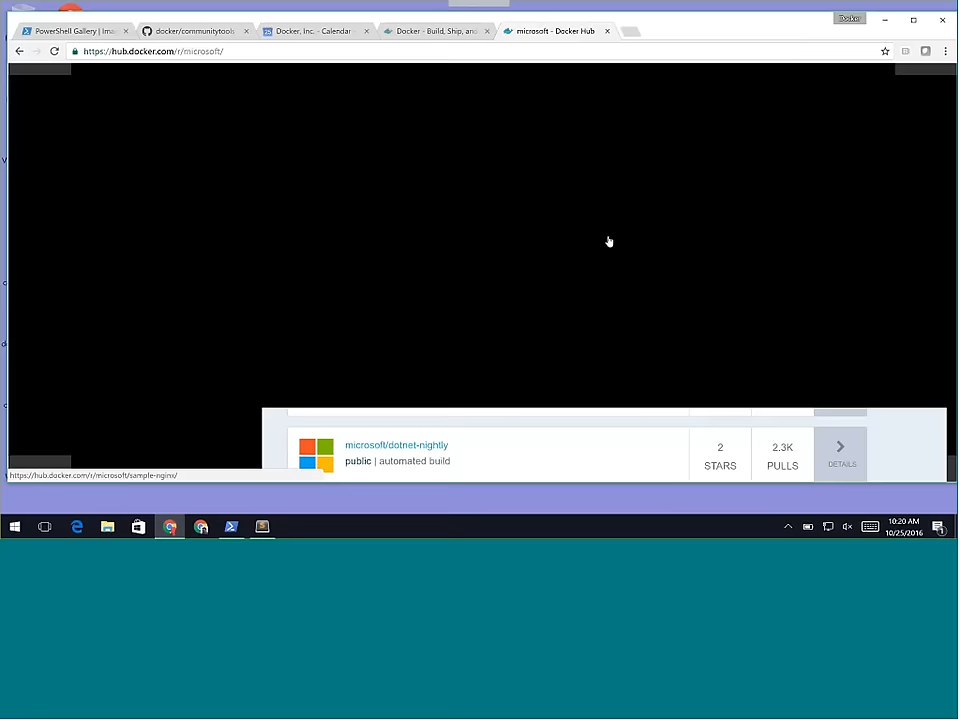 Docker
PowerShell Gallery | Ima
docker/communitytools
Docker, Inc. - Calendar
Docker - Build, Ship, an
microsoft - Docker Hub
https://hub.docker.com/r/microsoft/
microsoft/dotnet-nightly
public | automated build
2
STARS
2.3K
PULLS
DETAILS
https://hub.docker.com/r/microsoft/sample-nginx/
10:20 AM
10/25/2016
1